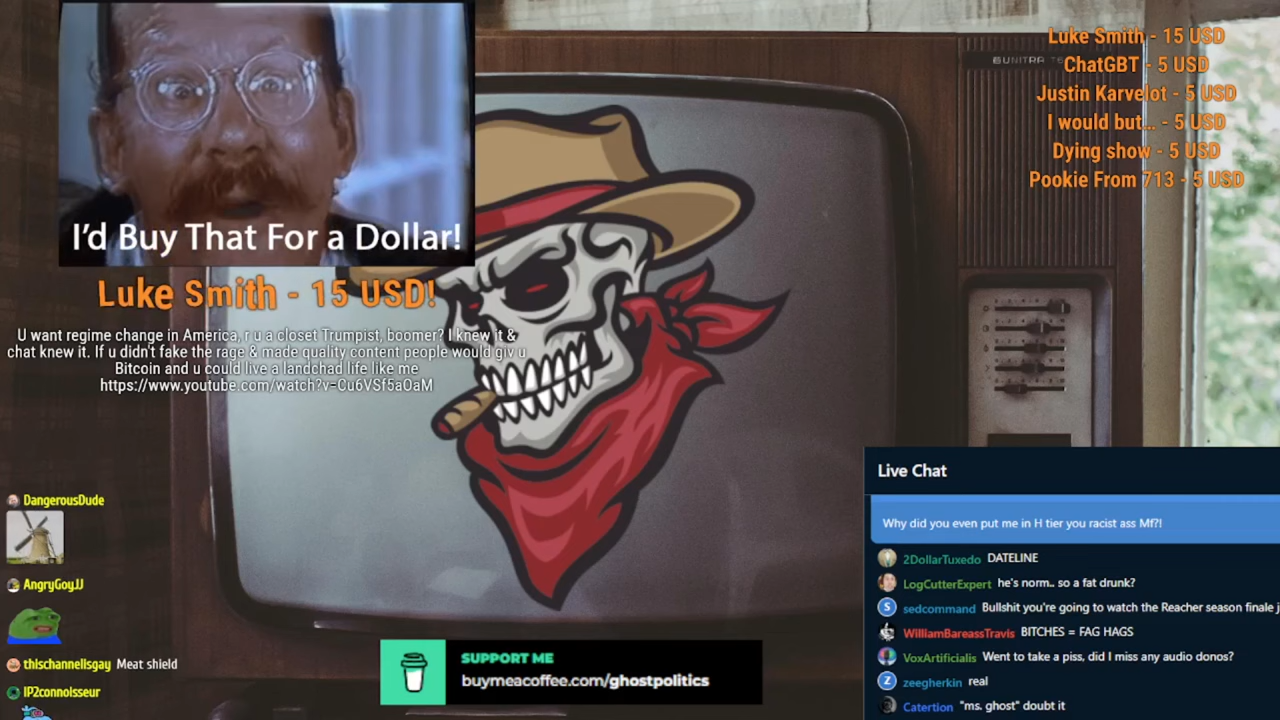 I'd Buy That For a Dollar!
Luke Smith - 15 USD!
U want regime change in America, r u a closet Trumpist, boomer? I knew it &
chat knew it. If u didn't fake the rage & made quality content people would giv u
Bitcoin and u could live a landchad life like me
https://www.youtube.com/watch?v=Cu6VSf5aOaM
Luke Smith - 15 USD
ChatGBT - 5 USD
Justin Karvelot - 5 USD
I would but... - 5 USD
Dying show - 5 USD
Pookie From 713 - 5 USD
DangerousDude
AngryGoyJJ
thischannelisgay Meat shield
IP2connoisseur
SUPPORT ME
buymeacoffee.com/ghostpolitics
Live Chat
Why did you even put me in H tier you racist ass Mf?!
2DollarTuxedo DATELINE
LogCutterExpert he's norm.. so a fat drunk?
S sedcommand Bullshit you're going to watch the Reacher season finale j
WilliamBareassTravis BITCHES = FAG HAGS
VoxArtificialis Went to take a piss, did I miss any audio donos?
Z zeegherkin real
Catertion "ms. ghost" doubt it